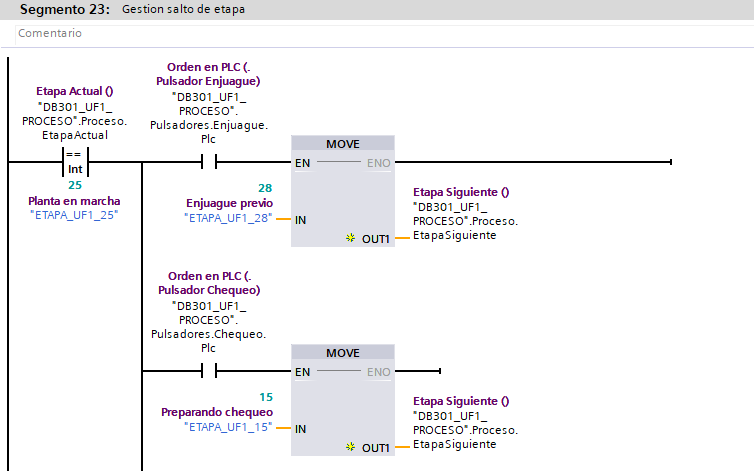 Segmento 23: Gestion salto de etapa
Comentario
Etapa Actual ()
"DB301_UF1_
PROCESO".Proceso.
EtapaActual
==
Int
25
Planta en marcha
"ETAPA_UF1_25"
Orden en PLC (.
Pulsador Enjuague)
"DB301_UF1_
PROCESO".
Pulsadores.Enjuague.
Plc
MOVE
EN
ENO
28
Enjuague previo
"ETAPA_UF1_28"
IN
OUT1
Etapa Siguiente ()
"DB301_UF1_
PROCESO".Proceso.
EtapaSiguiente
Orden en PLC (.
Pulsador Chequeo)
"DB301_UF1_
PROCESO".
Pulsadores.Chequeo.
Plc
MOVE
EN
ENO
15
Preparando chequeo
"ETAPA_UF1_15"
IN
OUT1
Etapa Siguiente ()
"DB301_UF1_
PROCESO".Proceso.
EtapaSiguiente